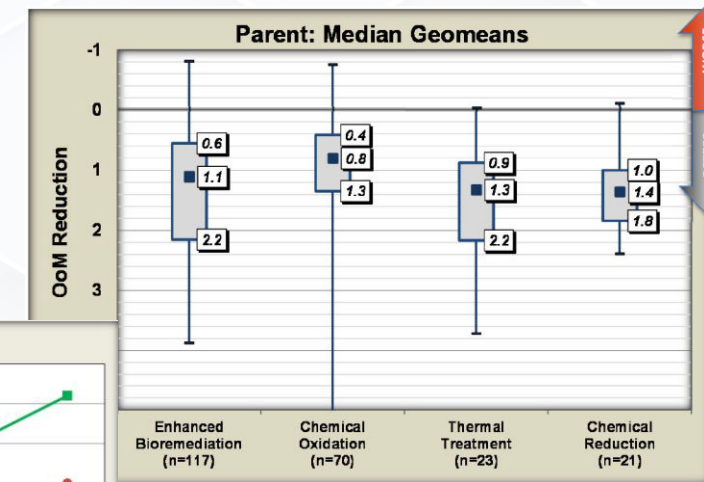 Parent: Median Geomeans
-1
0
1
2
3
OoM Reduction
0.6
1.1
2.2
0.4
0.8
1.3
0.9
1.3
2.2
1.0
1.4
1.8
Enhanced
Bioremediation
(n=117)
Chemical
Oxidation
(n=70)
Thermal
Treatment
(n=23)
Chemical
Reduction
(n=21)